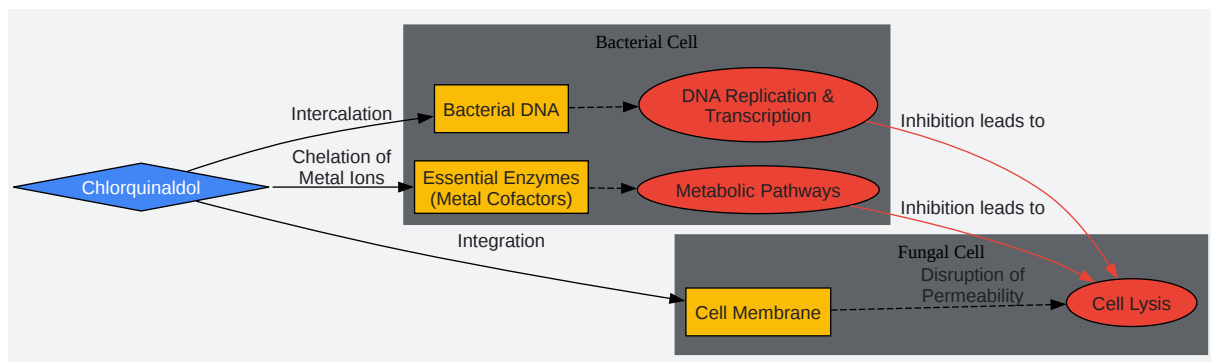 Bacterial Cell
Intercalation
Bacterial DNA
DNA Replication &
Transcription
Inhibition leads to
Chlorquinaldol
Chelation of
Metal Ions
Essential Enzymes
(Metal Cofactors)
Metabolic Pathways
Inhibition leads to
Integration
Fungal Cell
Disruption of
Permeability
Cell Membrane
Cell Lysis